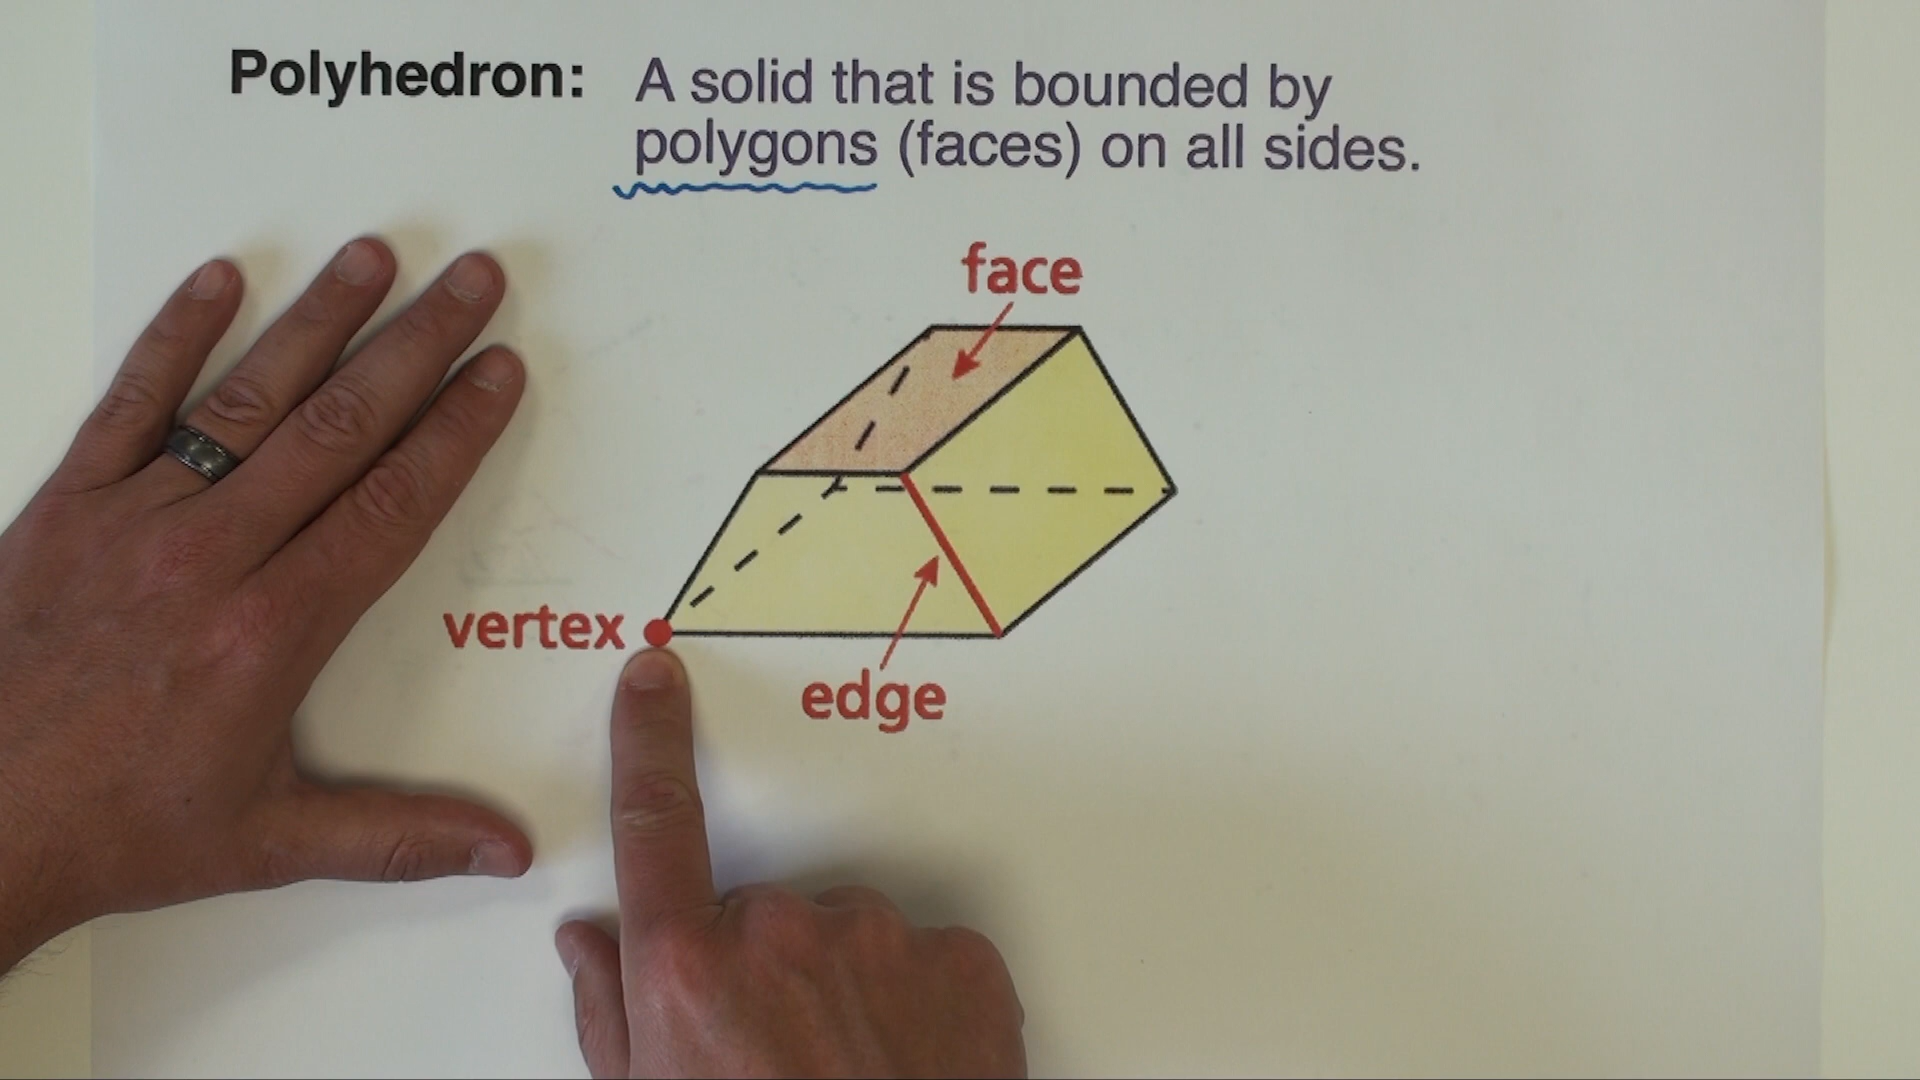 Polyhedron: A solid that is bounded by
polygons (faces) on all sides.
face
vertex
edge